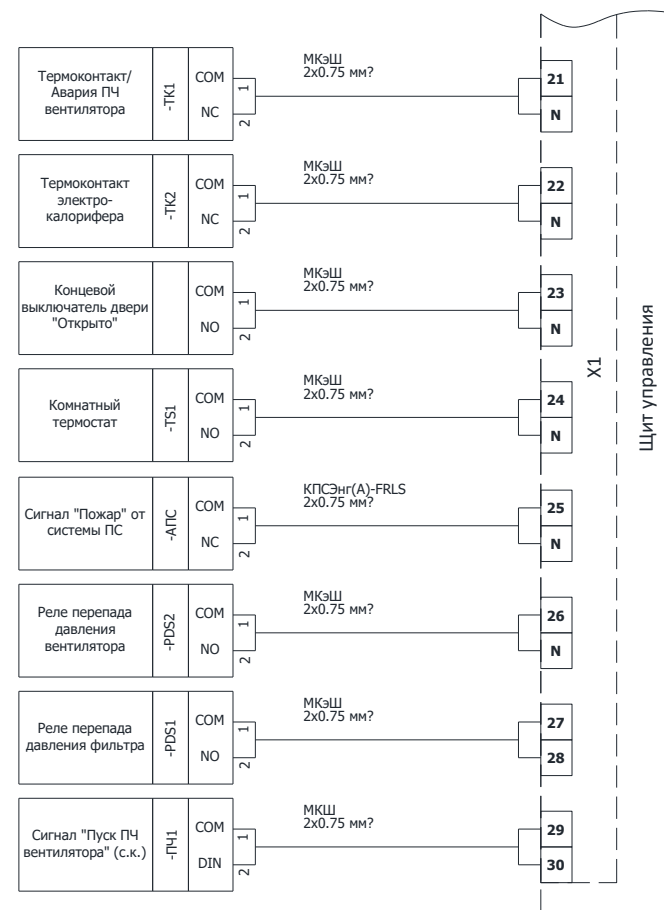 Термоконтакт/
Авария ПЧ
вентилятора
-TK1
COM
NC
1
2
МКэШ
2x0.75 мм?
21
N
Термоконтакт
электро-
калорифера
-TK2
COM
NC
1
2
МКэШ
2x0.75 мм?
22
N
Концевой
выключатель двери
"Открыто"
COM
NO
1
2
МКэШ
2x0.75 мм?
23
N
Комнатный
термостат
-TS1
COM
NO
1
2
МКэШ
2x0.75 мм?
24
N
Сигнал "Пожар" от
системы ПС
-АПС
COM
NC
1
2
КПСЭнг(А)-FRLS
2x0.75 мм?
25
N
Реле перепада
давления
вентилятора
-PDS2
COM
NO
1
2
МКэШ
2x0.75 мм?
26
N
Реле перепада
давления фильтра
-PDS1
COM
NO
1
2
МКэШ
2x0.75 мм?
27
28
Сигнал "Пуск ПЧ
вентилятора" (с.к.)
-ПЧ1
COM
DIN
1
2
МКШ
2x0.75 мм?
29
30
X1
Щит управления